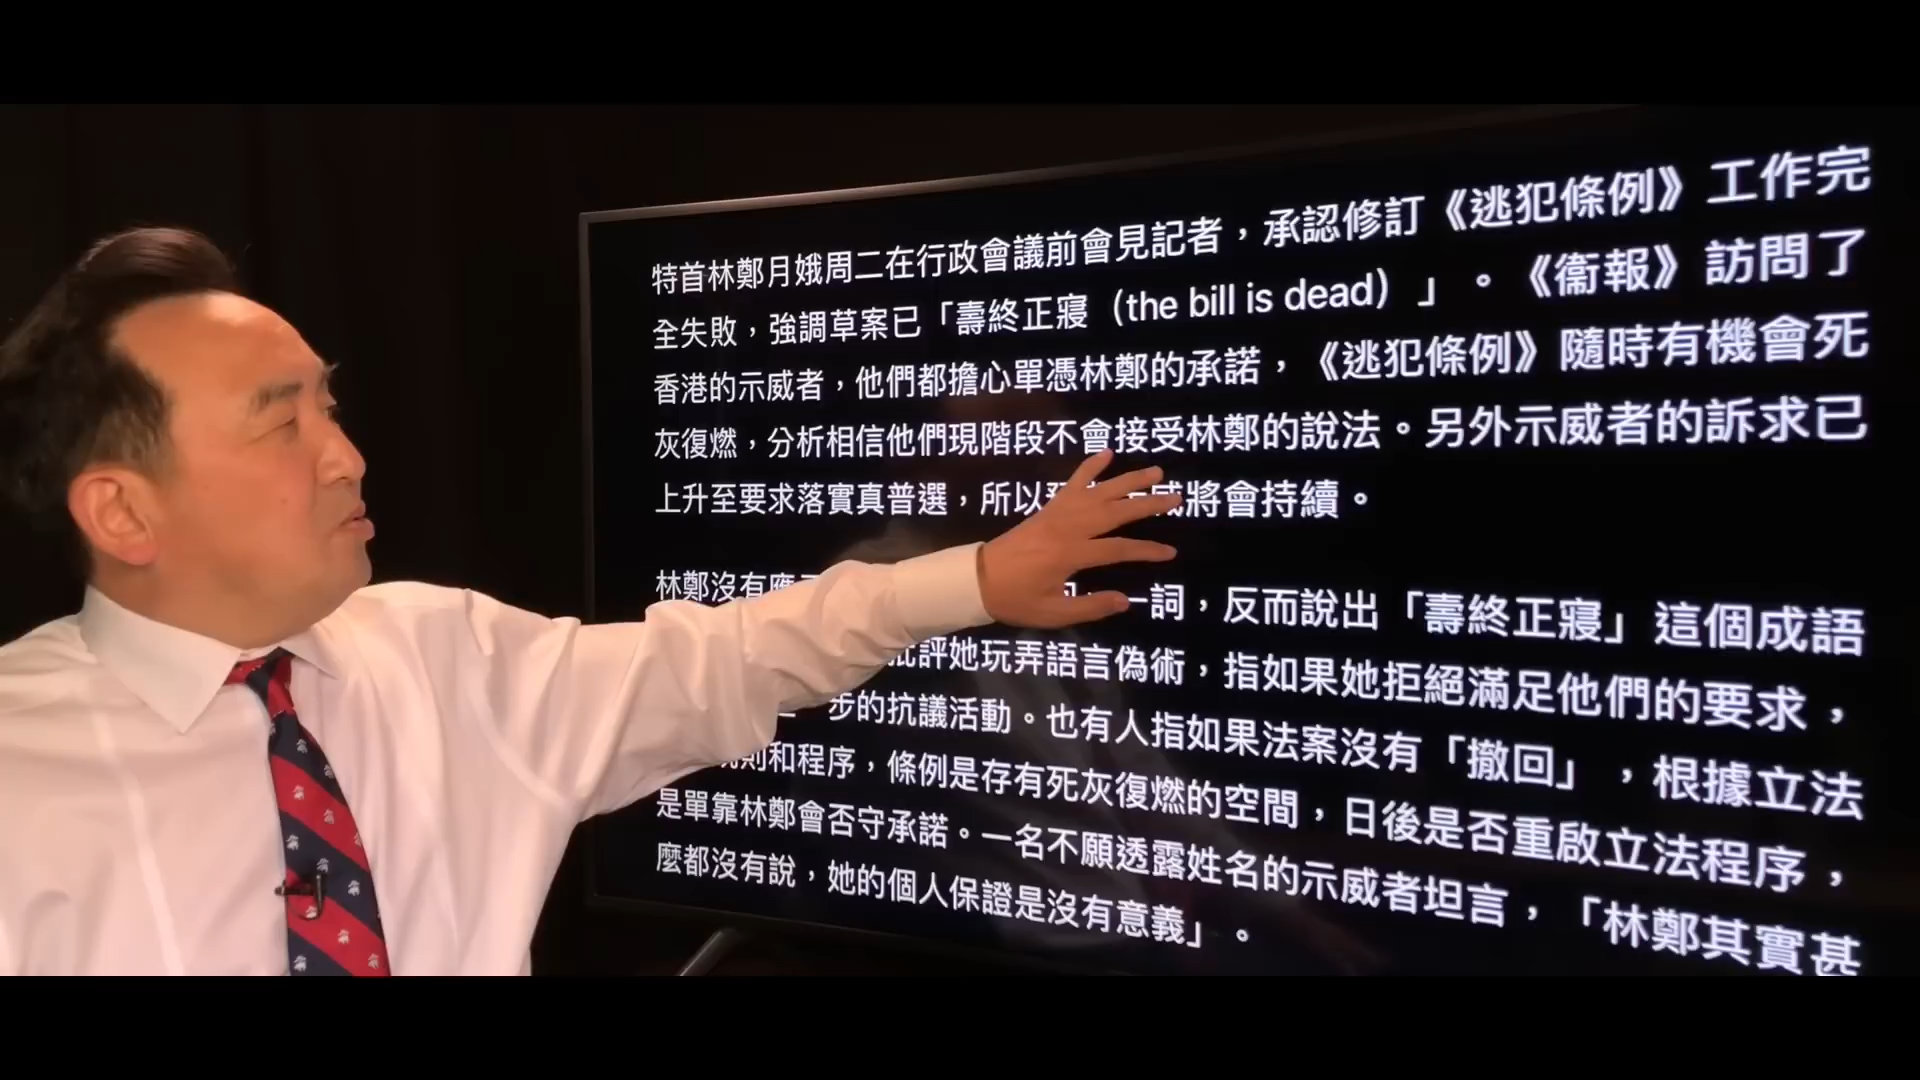 特首林鄭月娥周二在行政會議前會見記者，承認修訂《逃犯條例》工作完
全失敗，強調草案已「壽終正寢（the bill is dead）」。《衞報》訪問了
香港的示威者，他們都擔心單憑林鄭的承諾，《逃犯條例》隨時有機會死
灰復燃，分析相信他們現階段不會接受林鄭的說法。另外示威者的訴求已
上升至要求落實真普選，所以 將會持續。
林鄭沒有 一詞，反而說出「壽終正寢」這個成語
批評她玩弄語言偽術，指如果她拒絕滿足他們的要求，
步的抗議活動。也有人指如果法案沒有「撤回」，根據立法
規則和程序，條例是存有死灰復燃的空間，日後是否重啟立法程序，
是單靠林鄭會否守承諾。一名不願透露姓名的示威者坦言，「林鄭其實甚
麼都沒有說，她的個人保證是沒有意義」。